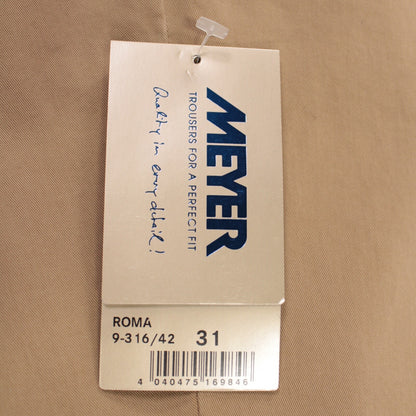 MEYER
TROUSERS FOR A PERFECT FIT
Quality in every detail!
ROMA
9-316/42 31
4 040475 169846